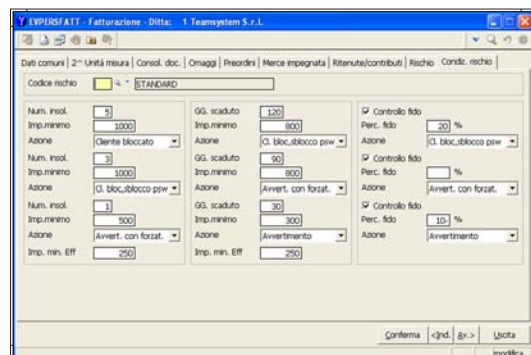 EVPERSFATT - Fatturazione - Ditta: 1 Teamsystem S.r.l.
Dati comuni | 2^ Unità misura | Consol. doc. | Omaggi | Preordini | Merce impegnata | Ritenute/contributi | Rischio | Condiz. rischio
Codice rischio STANDARD
Num. insol. 5 GG. scaduto 120 Controllo fido
Imp.minimo 1000 Imp.minimo 800 Perc. fido 20 %
Azione Cliente bloccato Azione Cl. bloc,sblocco psw Azione Cl. bloc,sblocco psw
Num. insol. 3 GG. scaduto 90 Controllo fido
Imp.minimo 1000 Imp.minimo 800 Perc. fido %
Azione Cl. bloc,sblocco psw Azione Avvert. con forzat. Azione Avvert. con forzat.
Num. insol. 1 GG. scaduto 30 Controllo fido
Imp.minimo 500 Imp.minimo 300 Perc. fido 10- %
Azione Avvert. con forzat. Azione Avvertimento Azione Avvertimento
Imp. min. Eff 250 Imp. min. Eff 250
Conferma <Ind. Av.> Uscita
modifica